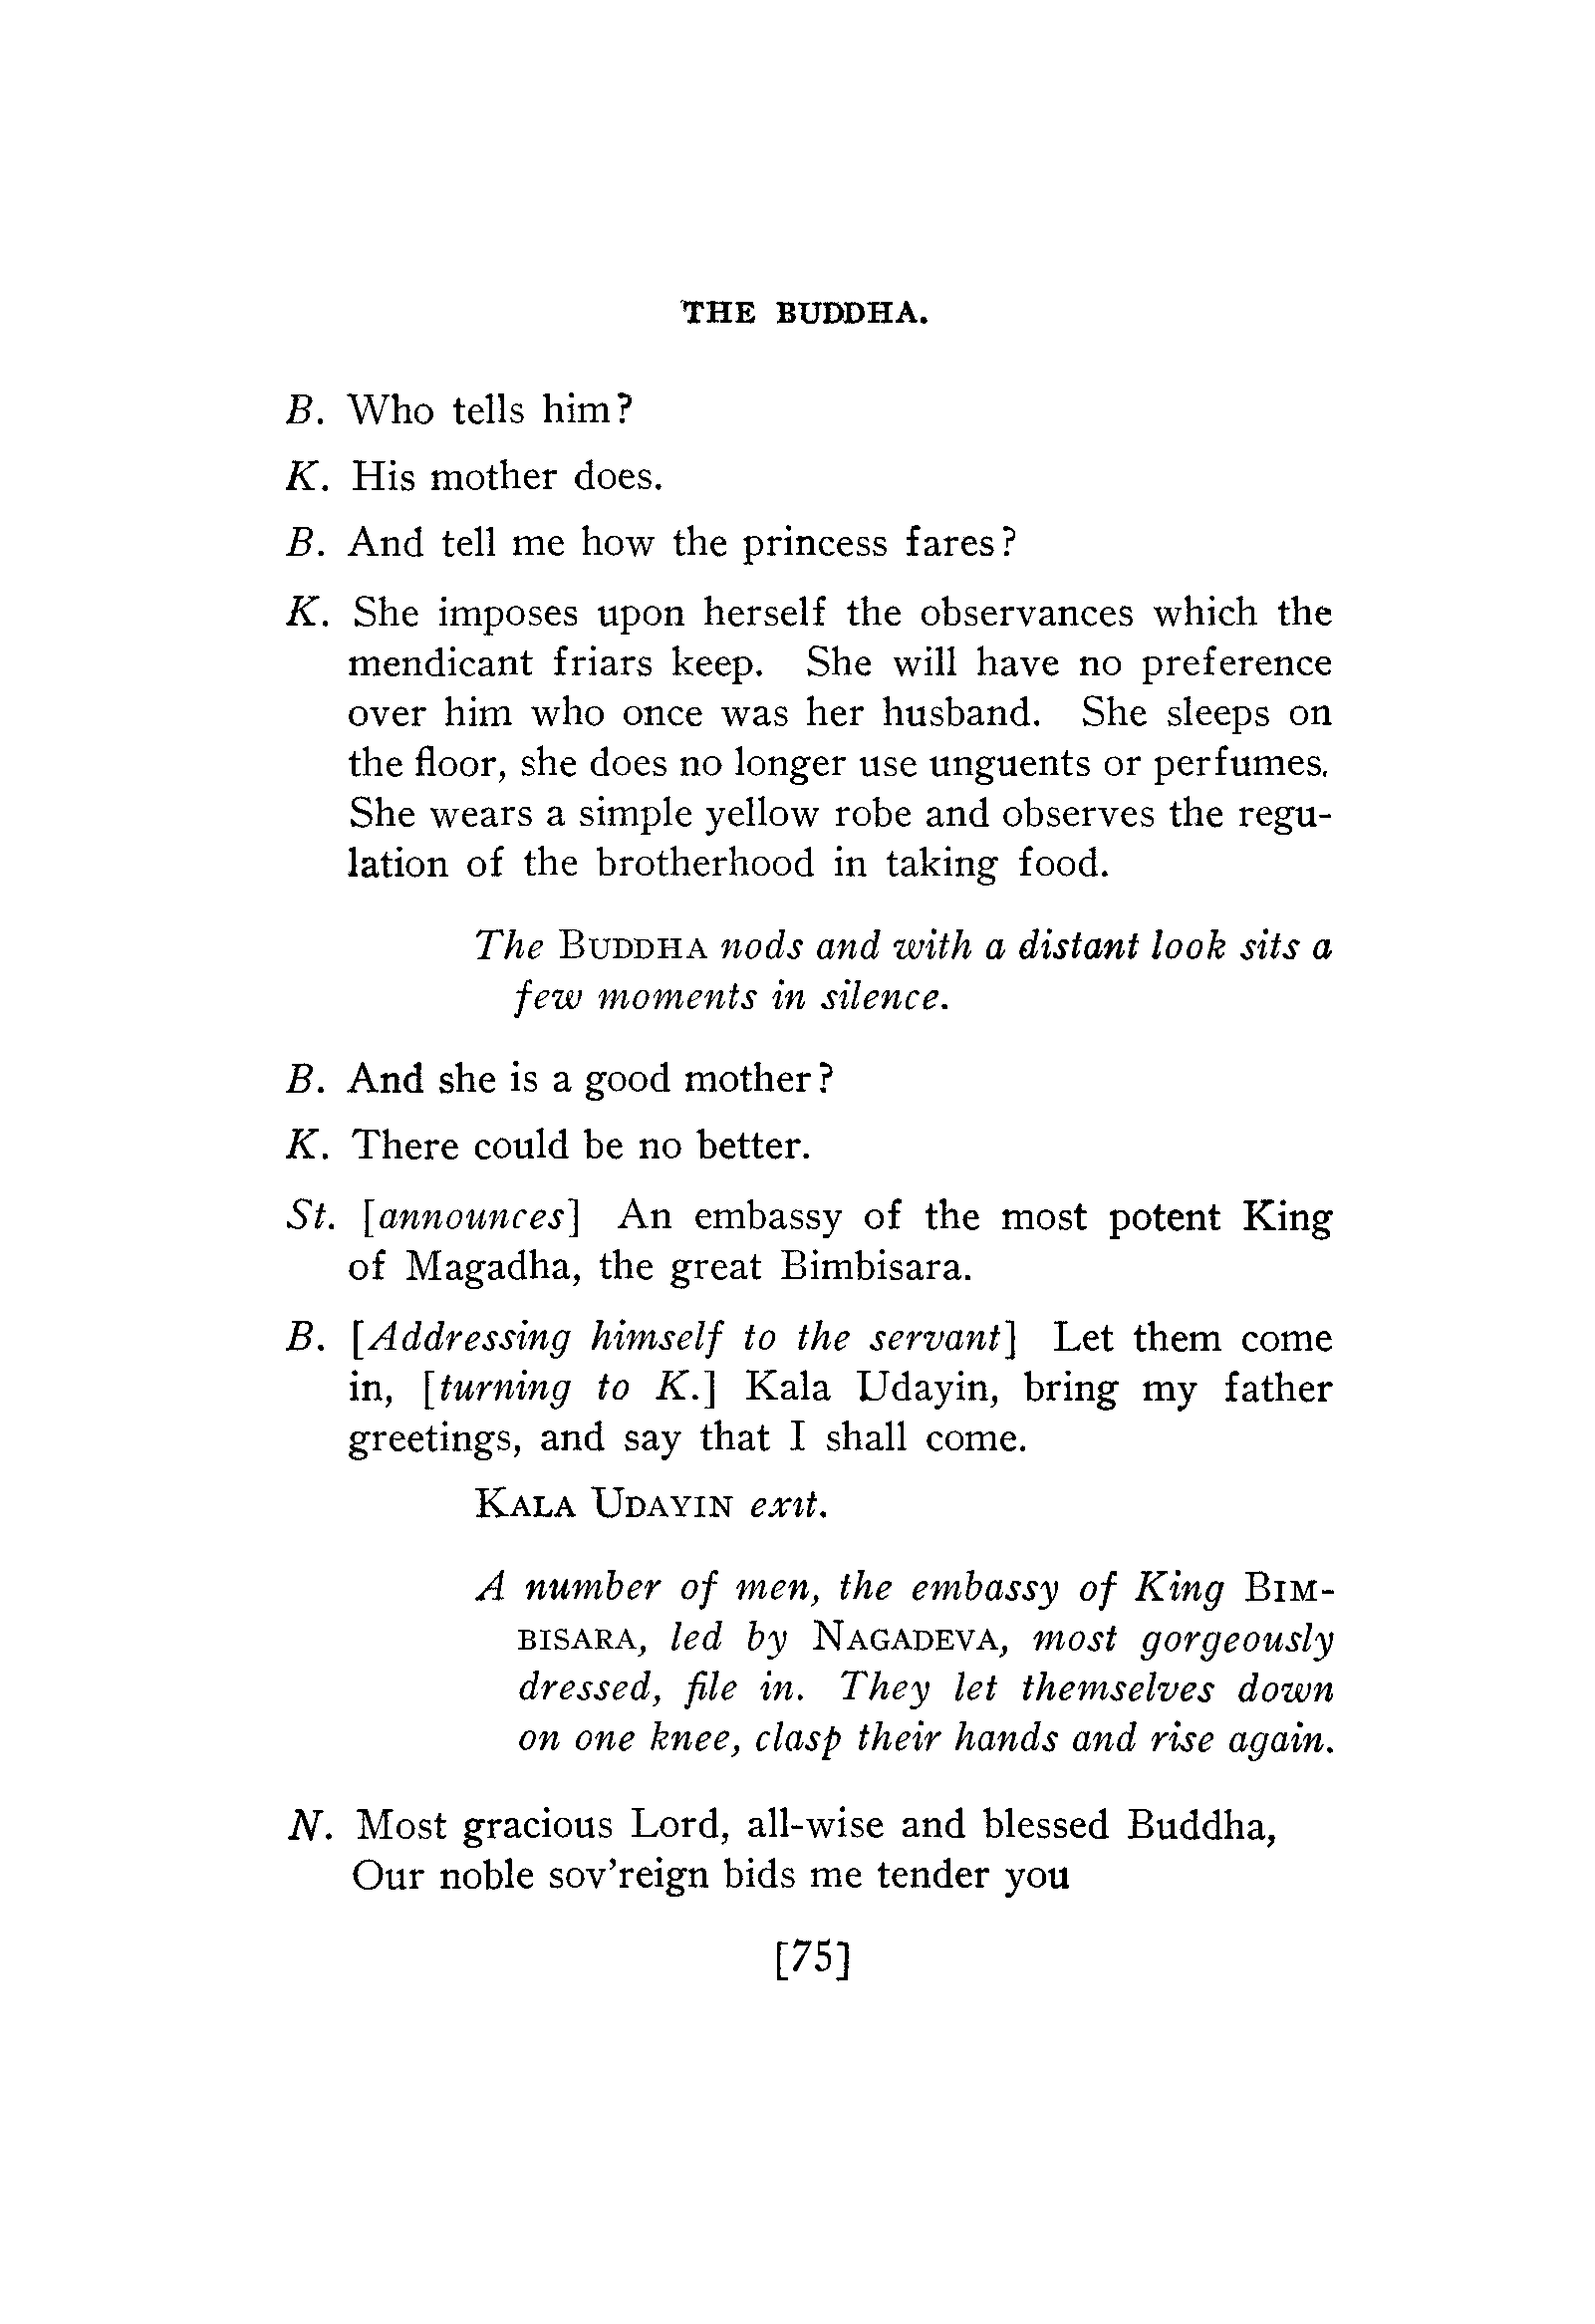 THE BUDDHA.
B. Who tells him?
K. His mother does.
B. And tell me how the princess fares?
K. She imposes upon herself the observances which the
mendicant friars keep. She will have no preference
over him who once was her husband. She sleeps on
the floor, she does no longer use unguents or perfumes.
She wears a simple yellow robe and observes the regu-
lation of the brotherhood in taking food.
The BUDDHA nods and with a distant look sits a
few moments in silence.
B. And she is a good mother?
K. There could be no better.
St. [announces] An embassy of the most potent King
of Magadha, the great Bimbisara.
B. [Addressing himself to the servant] Let them come
in, [turning to K.] Kala Udayin, bring my father
greetings, and say that I shall come.
KALA UDAYIN exit.
A number of men, the embassy of King BIM-
BISARA, led by NAGADEVA, most gorgeously
dressed, file in. They let themselves down
on one knee, clasp their hands and rise again.
N. Most gracious Lord, all-wise and blessed Buddha,
Our noble sov'reign bids me tender you
[75]